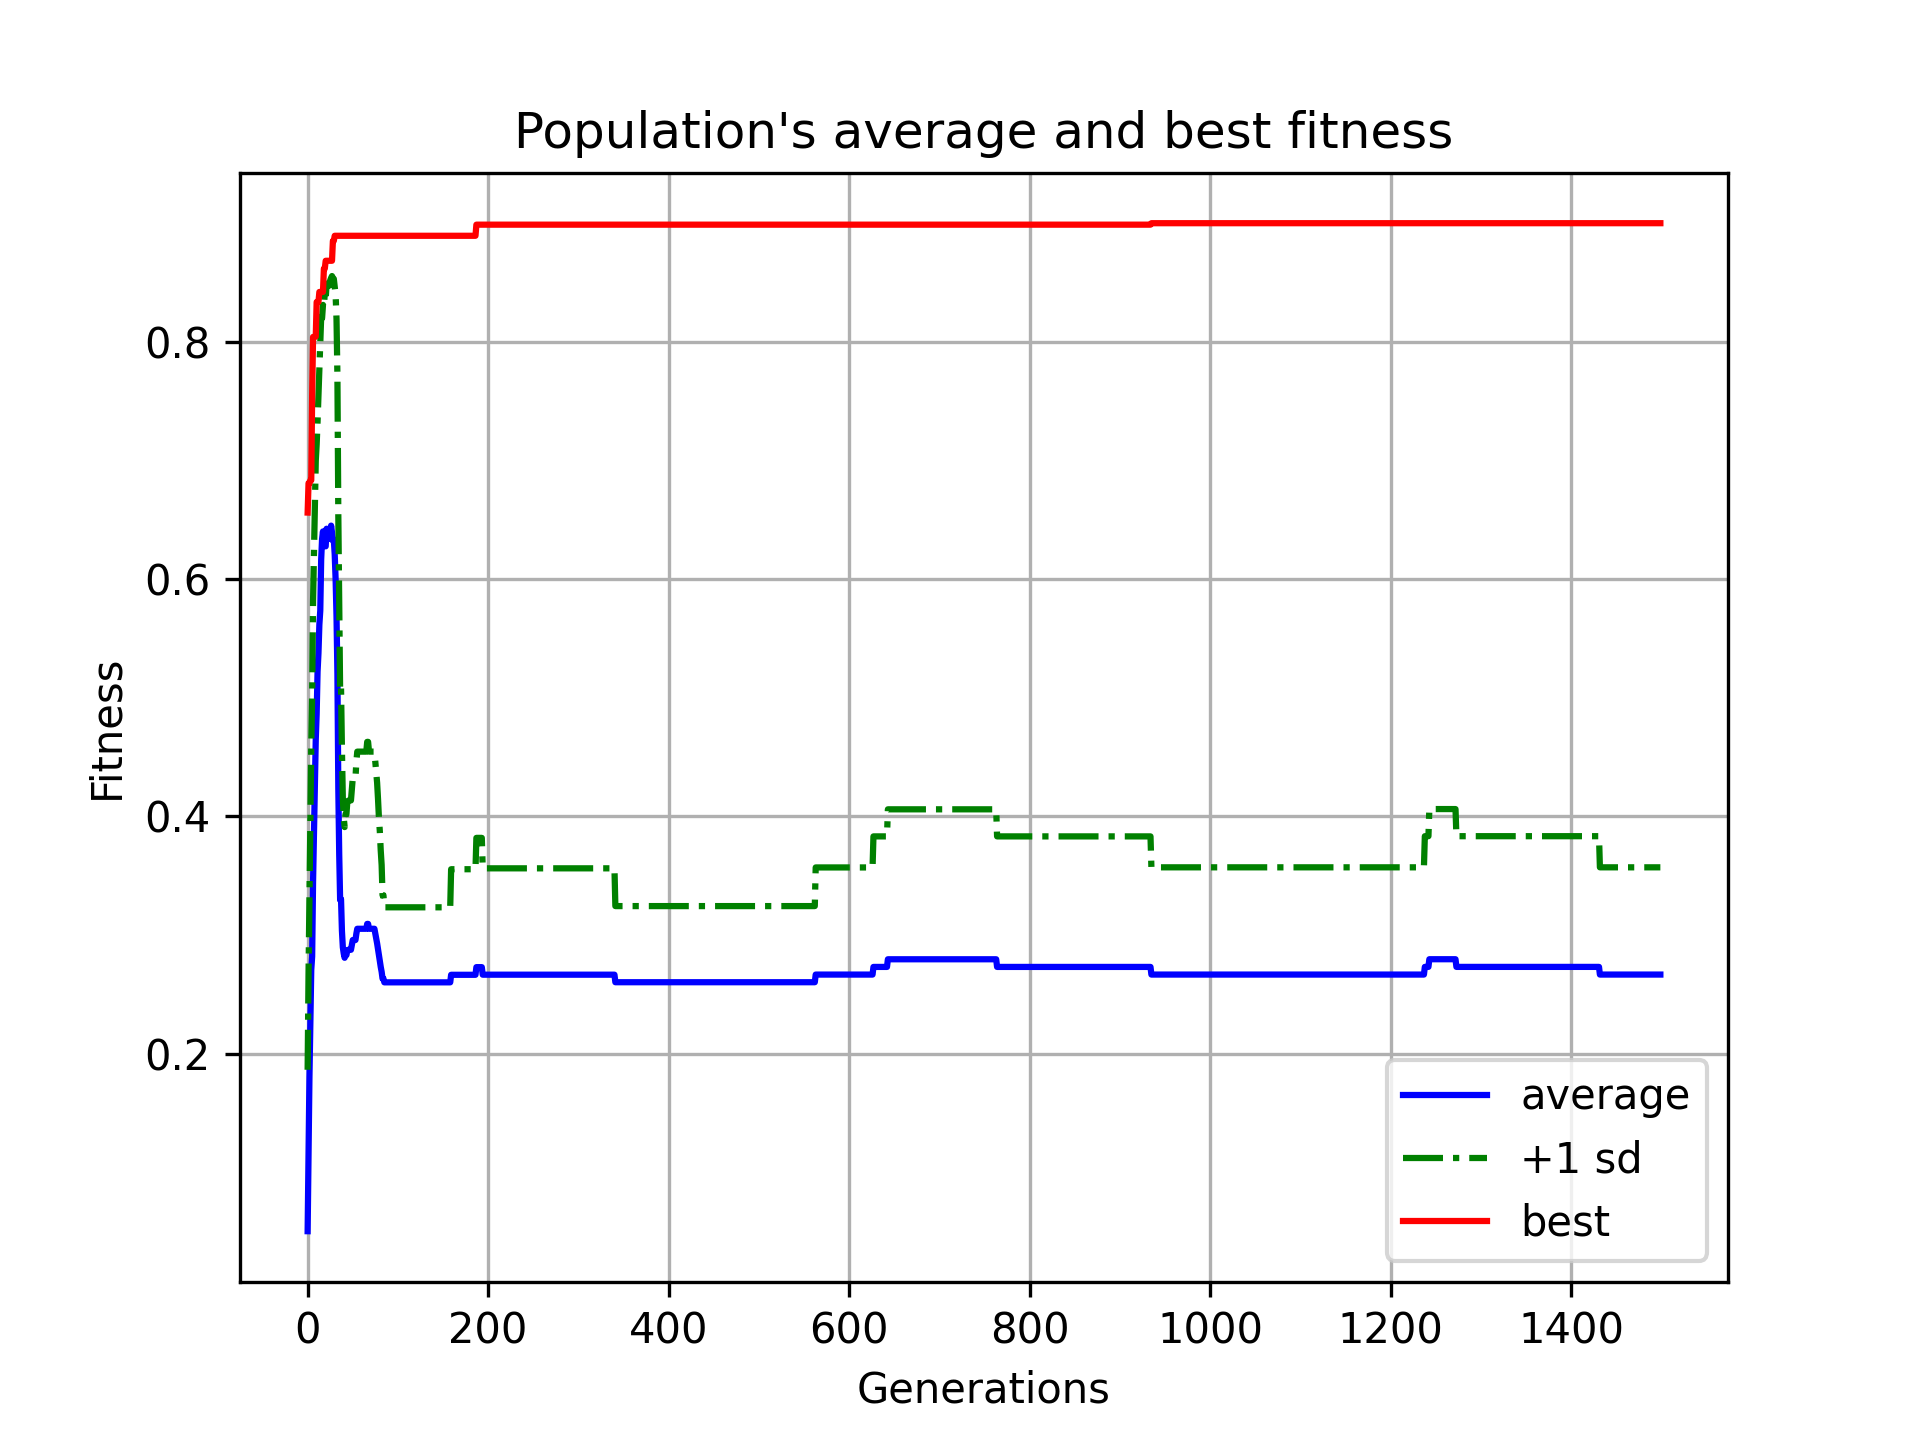 Population's average and best fitness
Fitness
0.8
0.6
0.4
0.2
0 200 400 600 800 1000 1200 1400
Generations
average
+1 sd
best